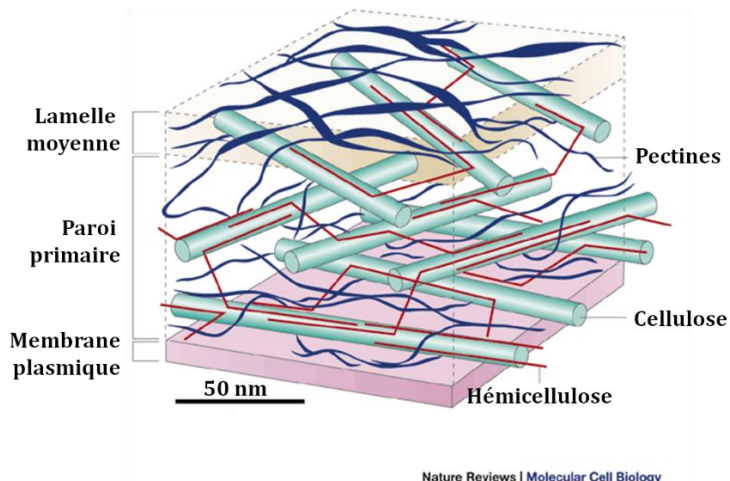 Lamelle
moyenne
Pectines
Paroi
primaire
Cellulose
Membrane
plasmique
50 nm
Hémicellulose
Nature Reviews | Molecular Cell Biology